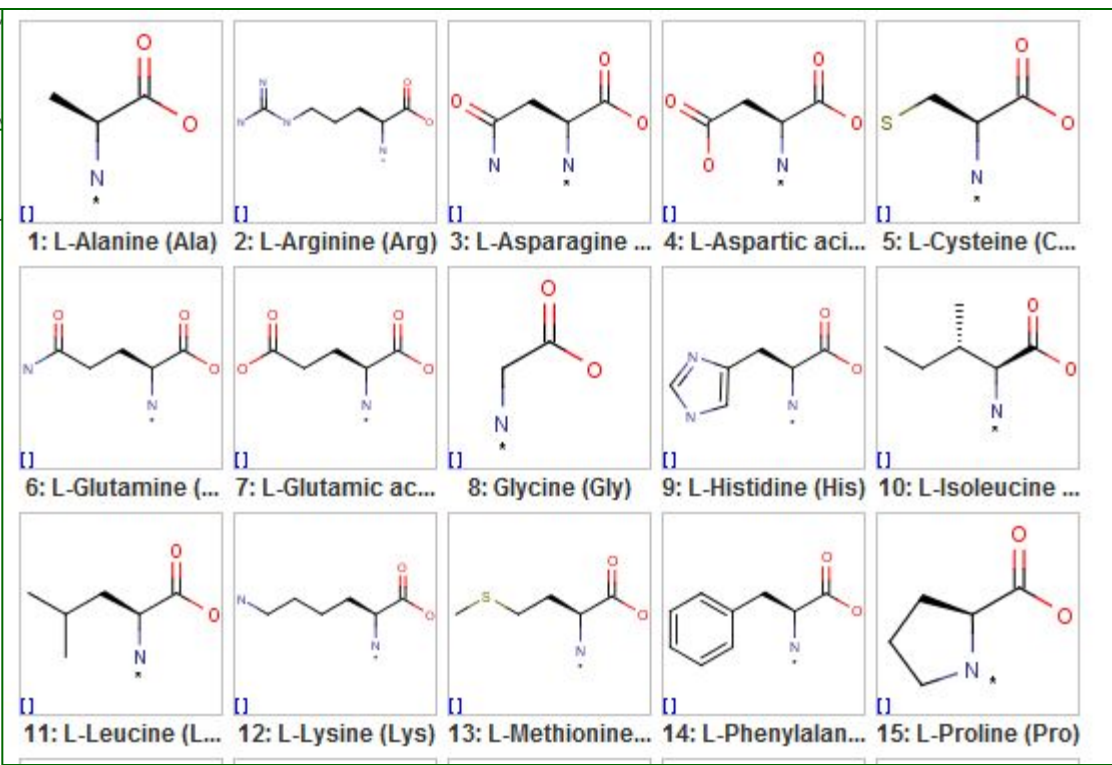 O O N *
N N N O O N *
O N O O N *
O O O O N *
S O O N *
[] [] [] [] []
1: L-Alanine (Ala) 2: L-Arginine (Arg) 3: L-Asparagine ... 4: L-Aspartic aci... 5: L-Cysteine (C...
O N O O N *
O O O O N *
O O N *
N N O O N *
O O N *
[] [] [] [] []
6: L-Glutamine (... 7: L-Glutamic ac... 8: Glycine (Gly) 9: L-Histidine (His) 10: L-Isoleucine ...
O O N *
N O O N *
S O O N *
O O N *
O O N *
[] [] [] [] []
11: L-Leucine (L... 12: L-Lysine (Lys) 13: L-Methionine... 14: L-Phenylalan... 15: L-Proline (Pro)